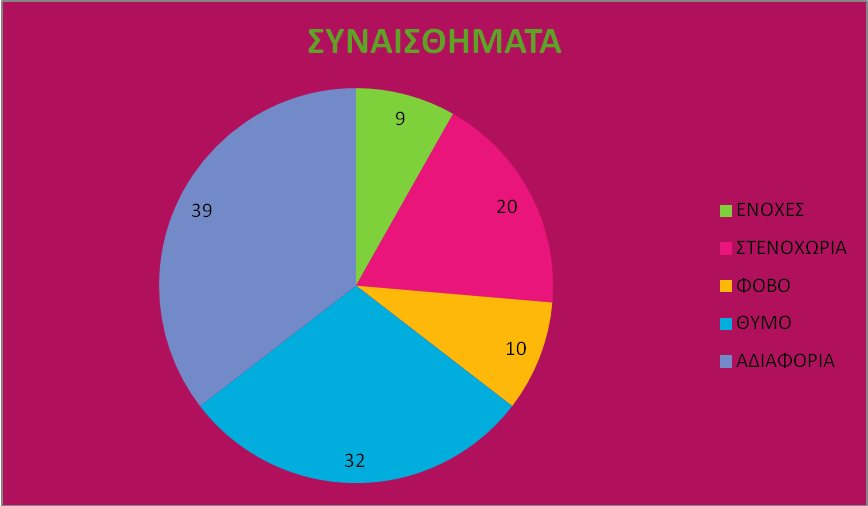 ΣΥΝΑΙΣΘΗΜΑΤΑ
9
20
39
10
32
ΕΝΟΧΕΣ
ΣΤΕΝΟΧΩΡΙΑ
ΦΟΒΟ
ΘΥΜΟ
ΑΔΙΑΦΟΡΙΑ